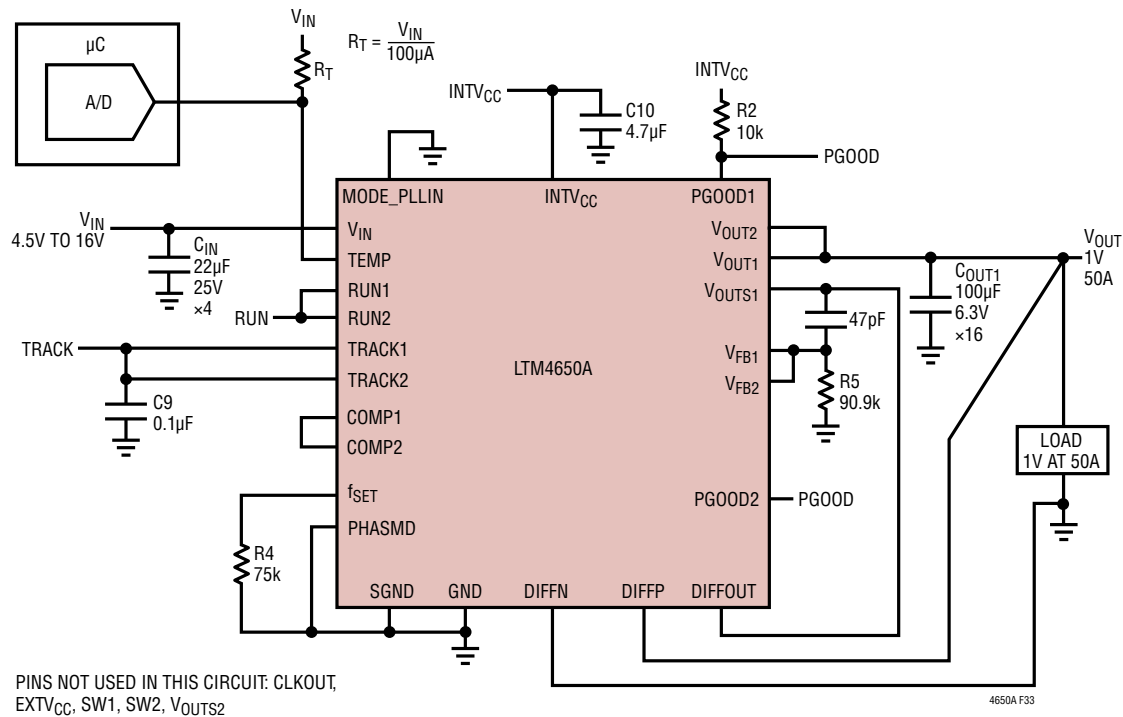 V_IN
µC
R_T = V_IN / 100µA
R_T
A/D
INTV_CC
INTV_CC
C10
4.7µF
R2
10k
PGOOD
MODE_PLLIN
INTV_CC
PGOOD1
V_IN
4.5V TO 16V
V_IN
V_OUT2
V_OUT
1V
50A
C_IN
22µF
25V
×4
TEMP
V_OUT1
C_OUT1
100µF
6.3V
×16
RUN1
V_OUTS1
RUN
RUN2
47pF
TRACK
TRACK1
V_FB1
LTM4650A
TRACK2
V_FB2
R5
90.9k
C9
0.1µF
COMP1
COMP2
LOAD
1V AT 50A
f_SET
PGOOD2
PGOOD
PHASMD
R4
75k
SGND
GND
DIFFN
DIFFP
DIFFOUT
PINS NOT USED IN THIS CIRCUIT: CLKOUT,
EXTV_CC, SW1, SW2, V_OUTS2
4650A F33